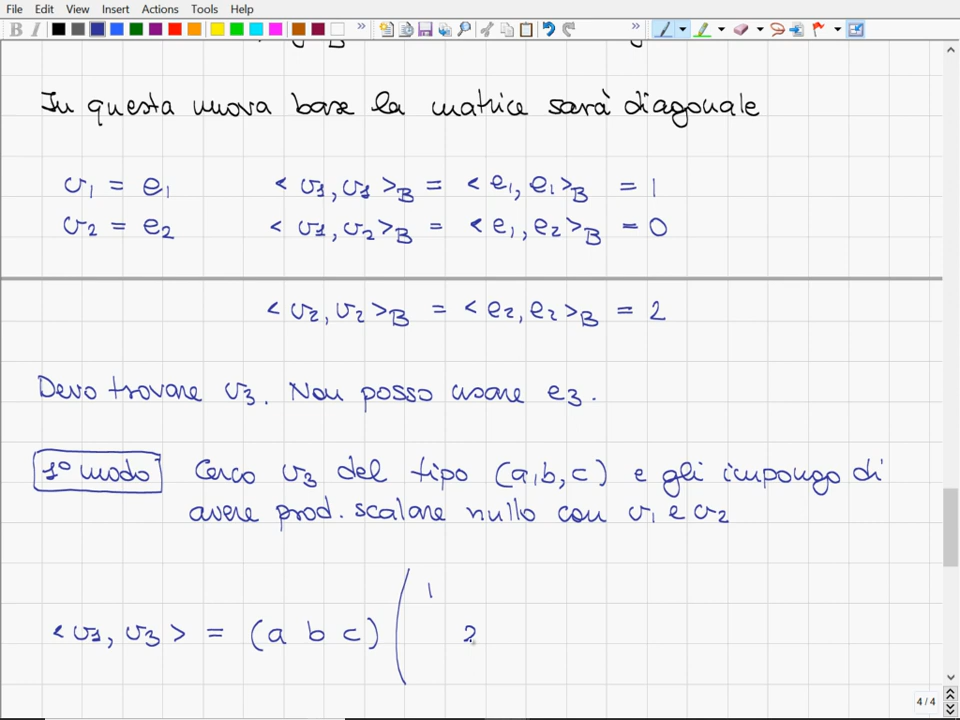 File Edit View Insert Actions Tools Help
B I
In questa nuova base la matrice sarà diagonale
v1 = e1 < v1, v1 >B = < e1, e1 >B = 1
v2 = e2 < v1, v2 >B = < e1, e2 >B = 0
< v2, v2 >B = < e2, e2 >B = 2
Devo trovare v3. Non posso usare e3.
1° modo Cerco v3 del tipo (a,b,c) e gli impongo di
avere prod. scalare nullo con v1 e v2
1
< v1, v3 > = (a b c) ( 2
4 / 4